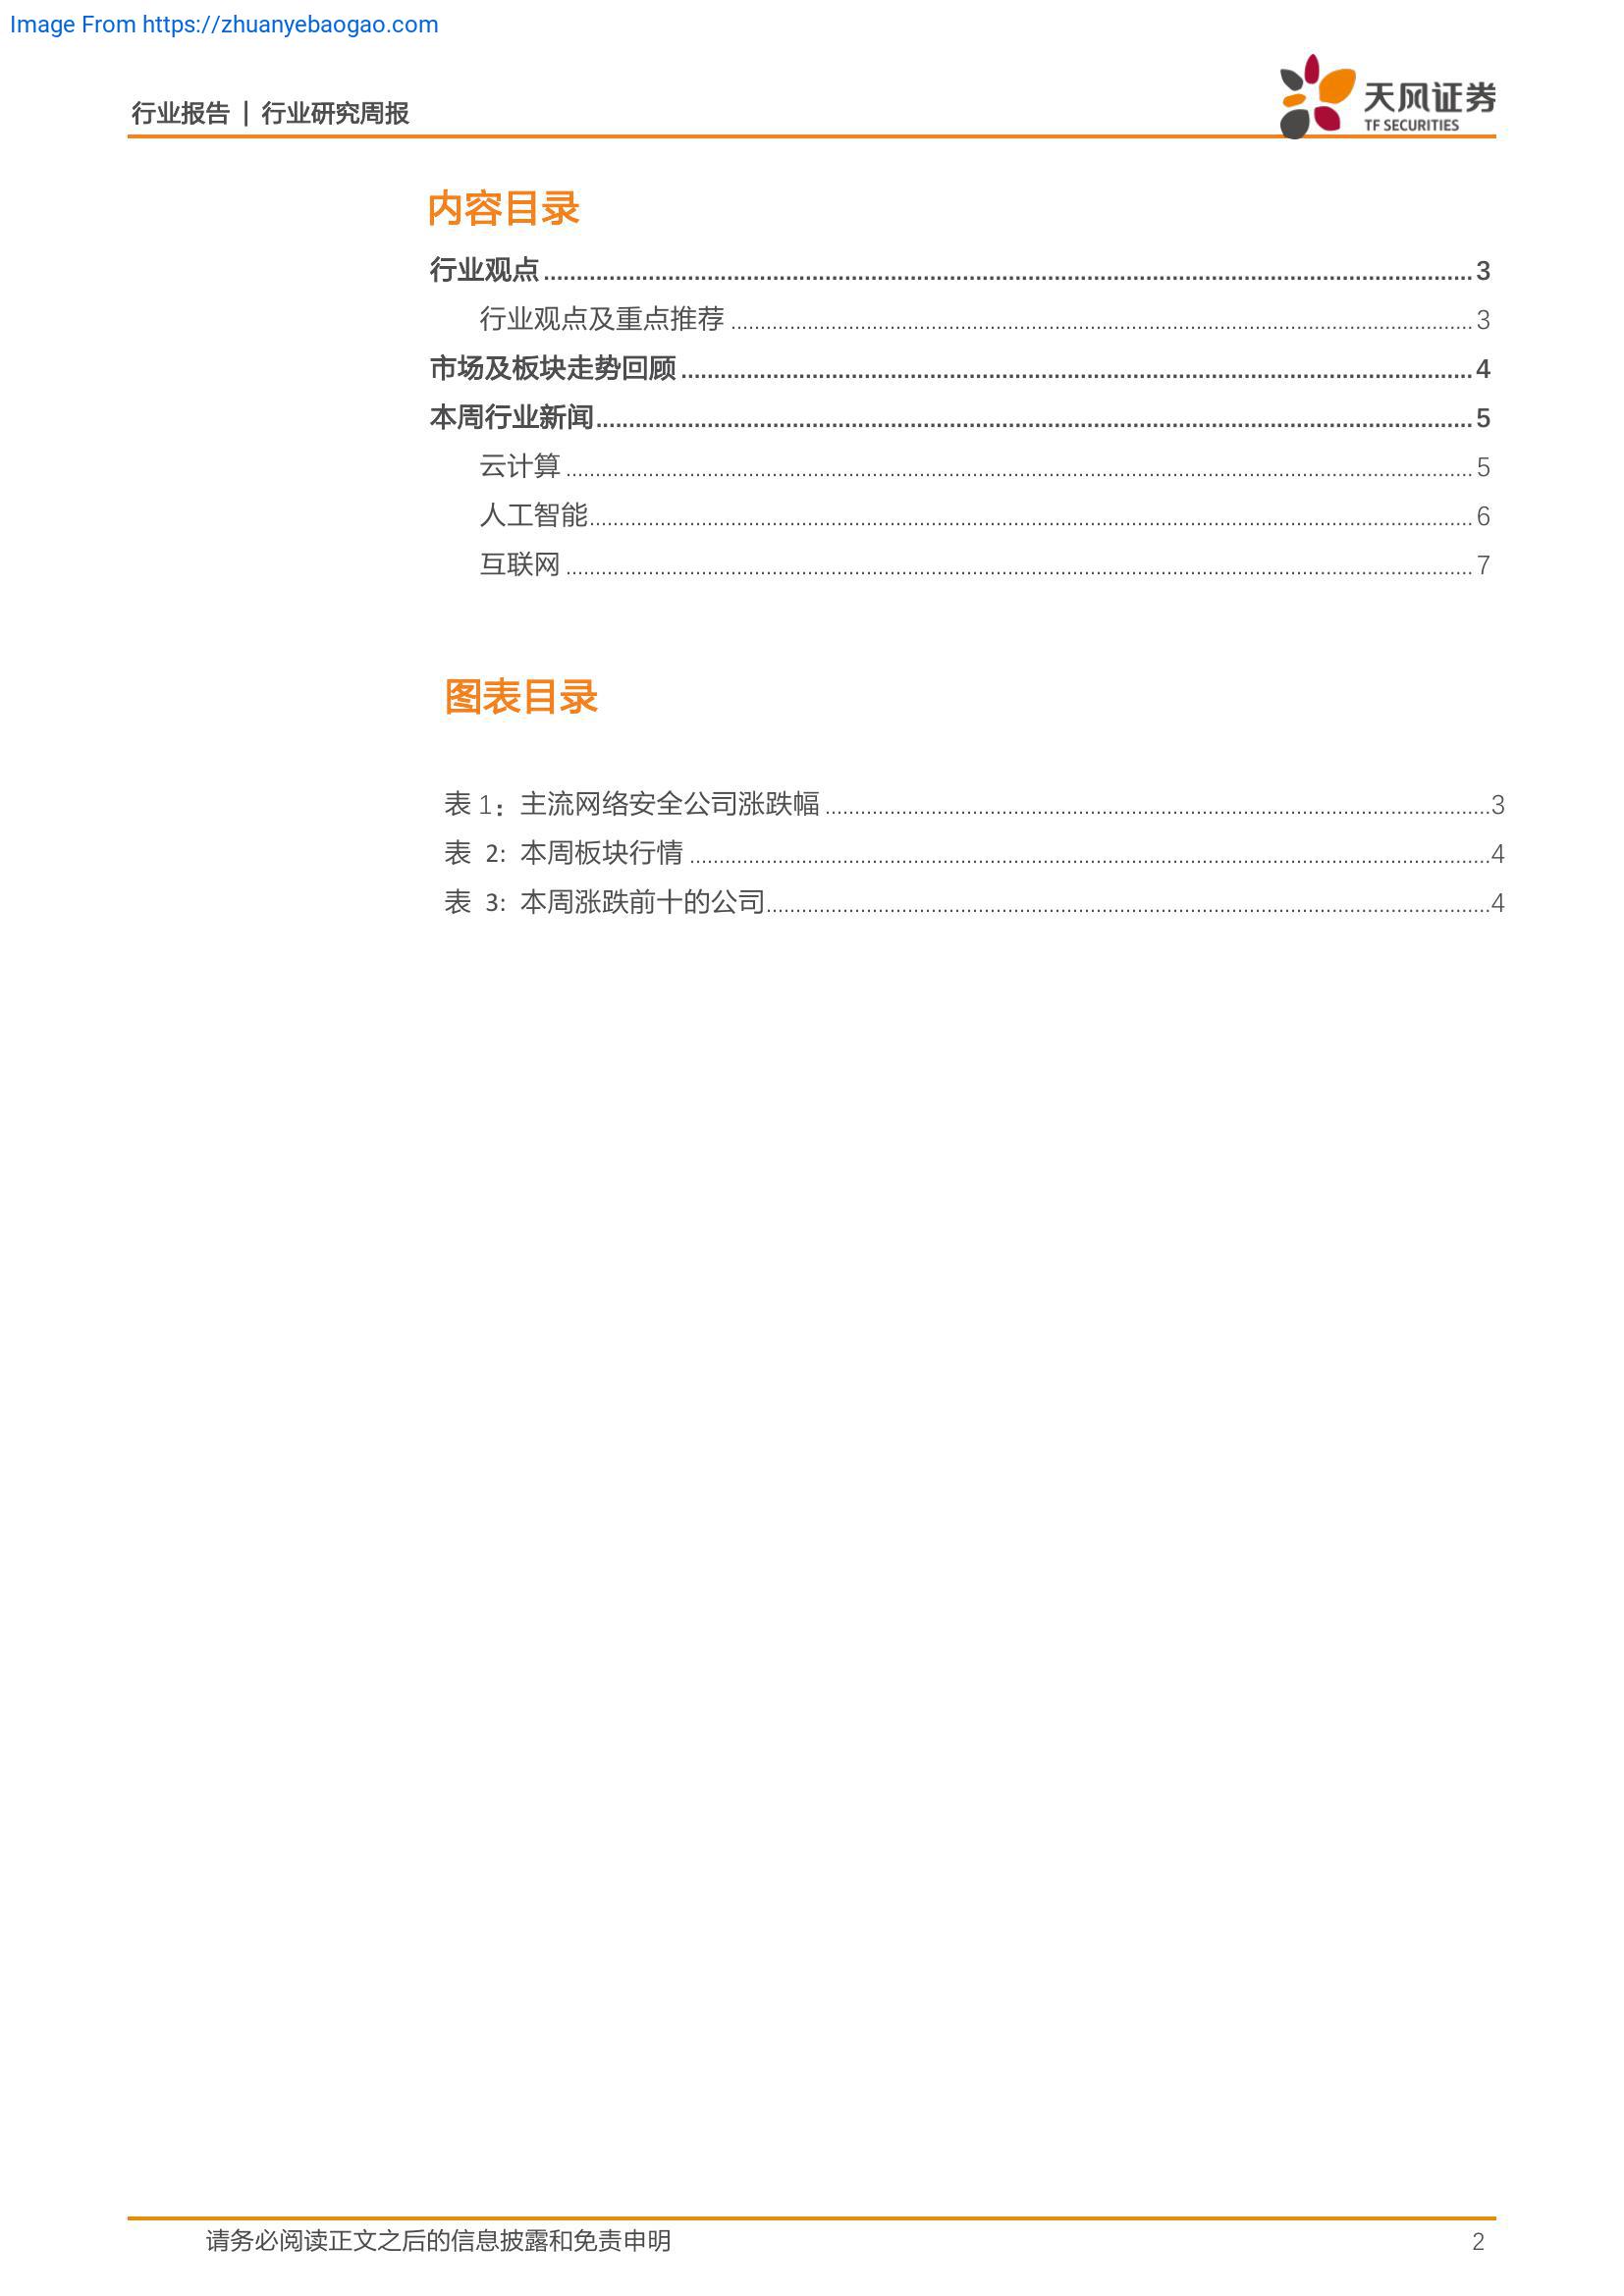 Image From https://zhuanyebaogao.com
行业报告 | 行业研究周报
天风证券
TF SECURITIES
内容目录
行业观点 3
行业观点及重点推荐 3
市场及板块走势回顾 4
本周行业新闻 5
云计算 5
人工智能 6
互联网 7
图表目录
表 1：主流网络安全公司涨跌幅 3
表 2: 本周板块行情 4
表 3: 本周涨跌前十的公司 4
请务必阅读正文之后的信息披露和免责申明 2